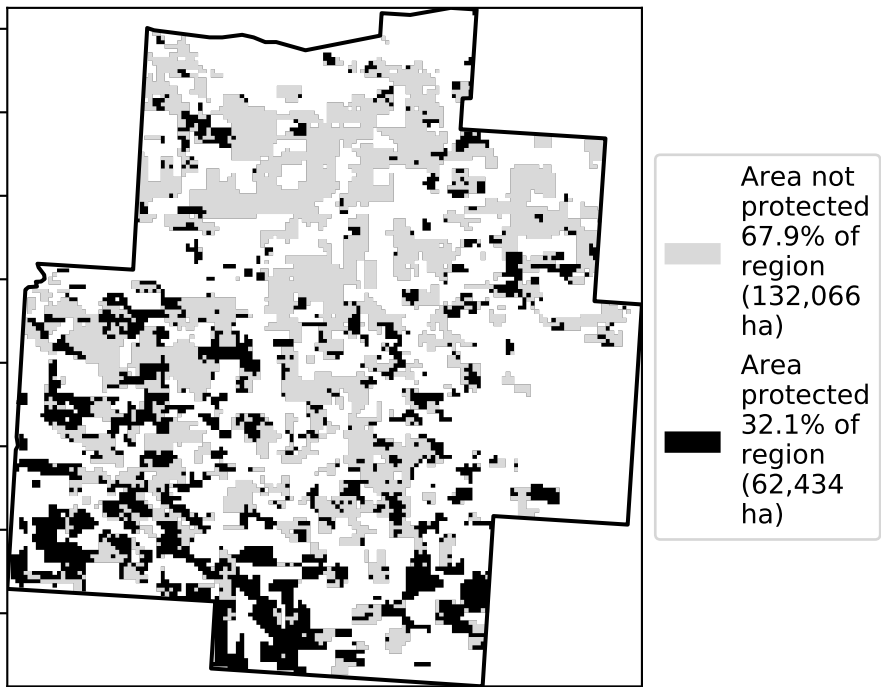 Area not
protected
67.9% of
region
(132,066
ha)
Area
protected
32.1% of
region
(62,434
ha)